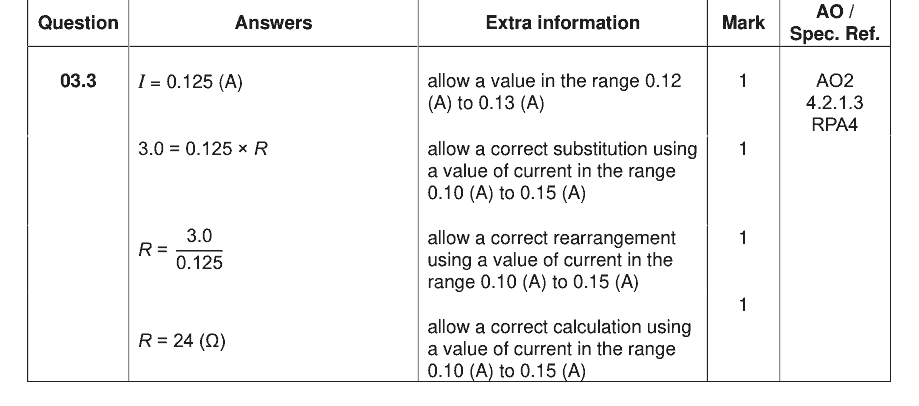 Question Answers Extra information Mark AO /
Spec. Ref.
03.3 I = 0.125 (A) allow a value in the range 0.12 1 AO2
(A) to 0.13 (A) 4.2.1.3
RPA4
3.0 = 0.125 × R allow a correct substitution using 1
a value of current in the range
0.10 (A) to 0.15 (A)
R = 3.0 / 0.125 allow a correct rearrangement 1
using a value of current in the
range 0.10 (A) to 0.15 (A)
1
R = 24 (Ω) allow a correct calculation using
a value of current in the range
0.10 (A) to 0.15 (A)